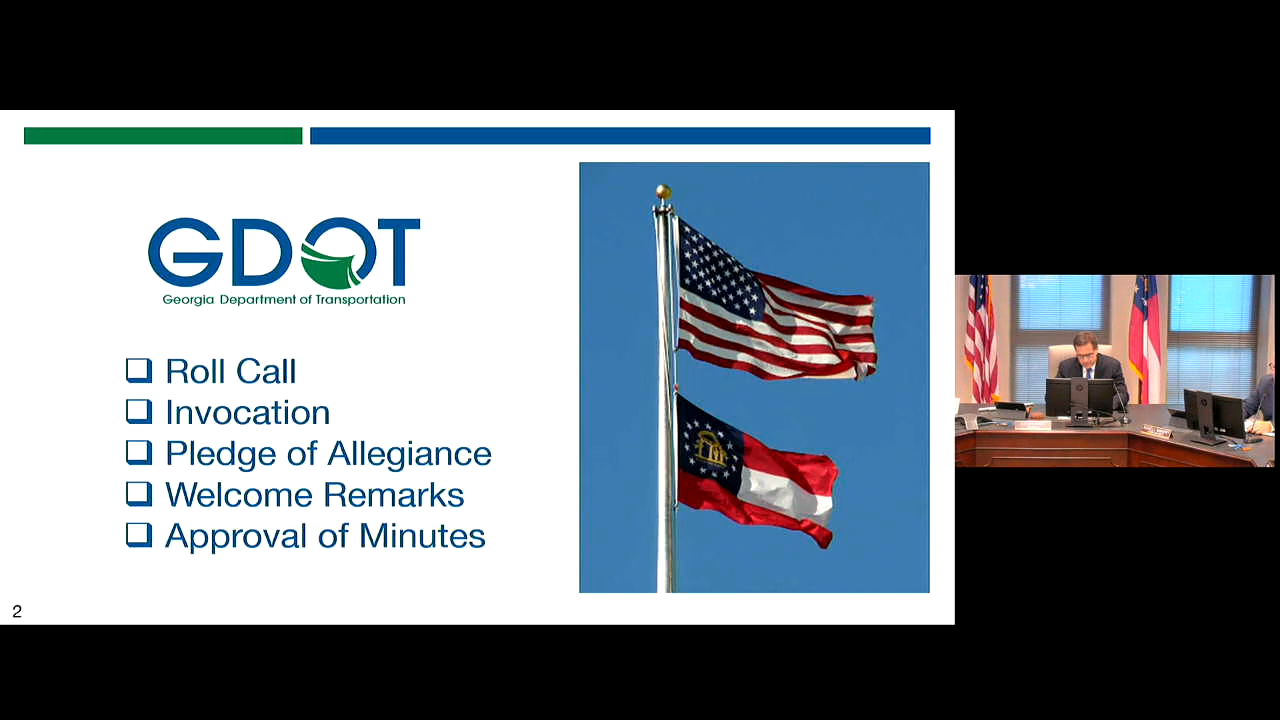 GDOT
Georgia Department of Transportation
Roll Call
Invocation
Pledge of Allegiance
Welcome Remarks
Approval of Minutes
2